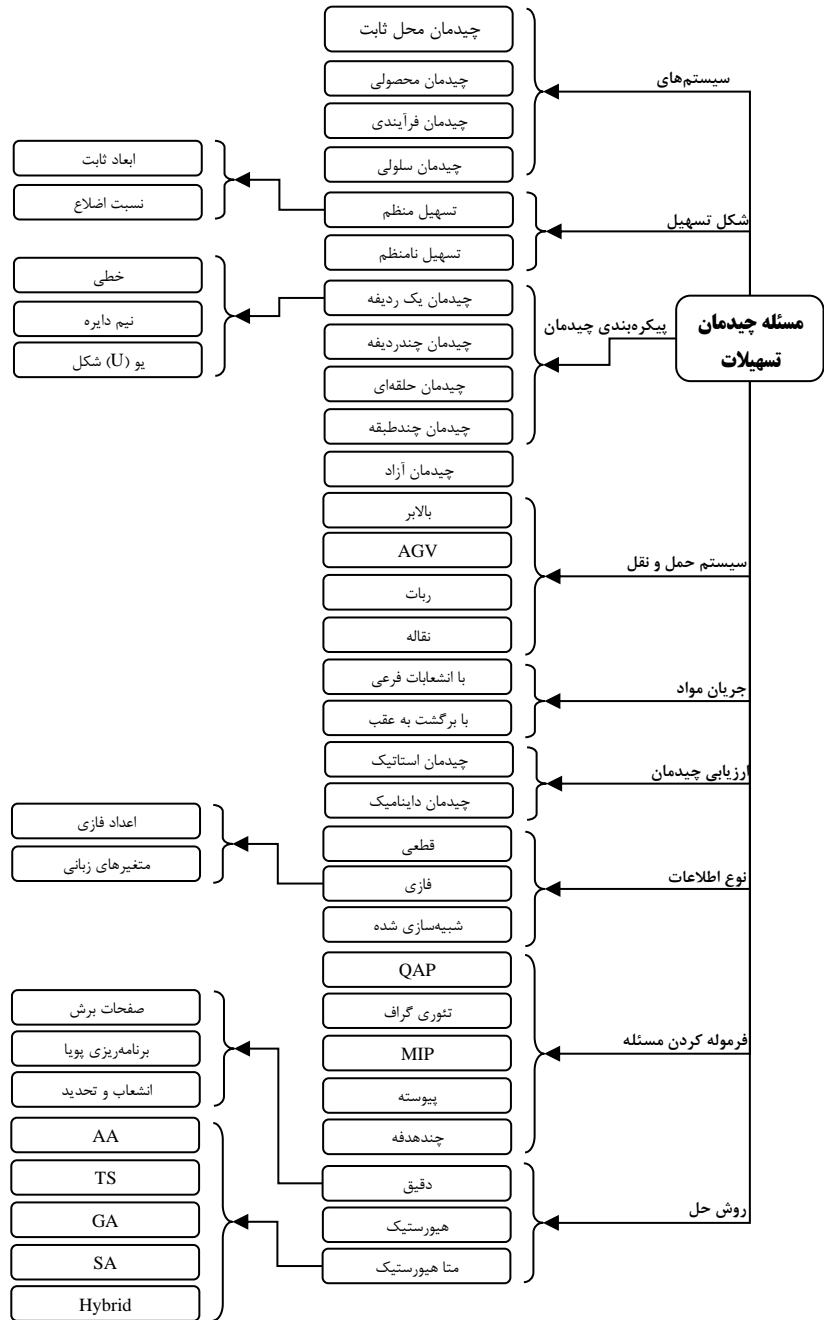 مسئله چیدمان
تسهیلات
سیستم‌های
چیدمان محل ثابت
چیدمان محصولی
چیدمان فرآیندی
چیدمان سلولی
شکل تسهیل
تسهیل منظم
ابعاد ثابت
نسبت اضلاع
تسهیل نامنظم
پیکره‌بندی چیدمان
چیدمان یک ردیفه
خطی
نیم دایره
یو (U) شکل
چیدمان چندردیفه
چیدمان حلقه‌ای
چیدمان چندطبقه
چیدمان آزاد
سیستم حمل و نقل
بالابر
AGV
ربات
نقاله
جریان مواد
با انشعابات فرعی
با برگشت به عقب
ارزیابی چیدمان
چیدمان استاتیک
چیدمان داینامیک
نوع اطلاعات
قطعی
فازی
اعداد فازی
متغیرهای زبانی
شبیه‌سازی شده
فرموله کردن مسئله
QAP
تئوری گراف
MIP
پیوسته
چندهدفه
روش حل
دقیق
صفحات برش
برنامه‌ریزی پویا
انشعاب و تحدید
هیورستیک
متا هیورستیک
AA
TS
GA
SA
Hybrid